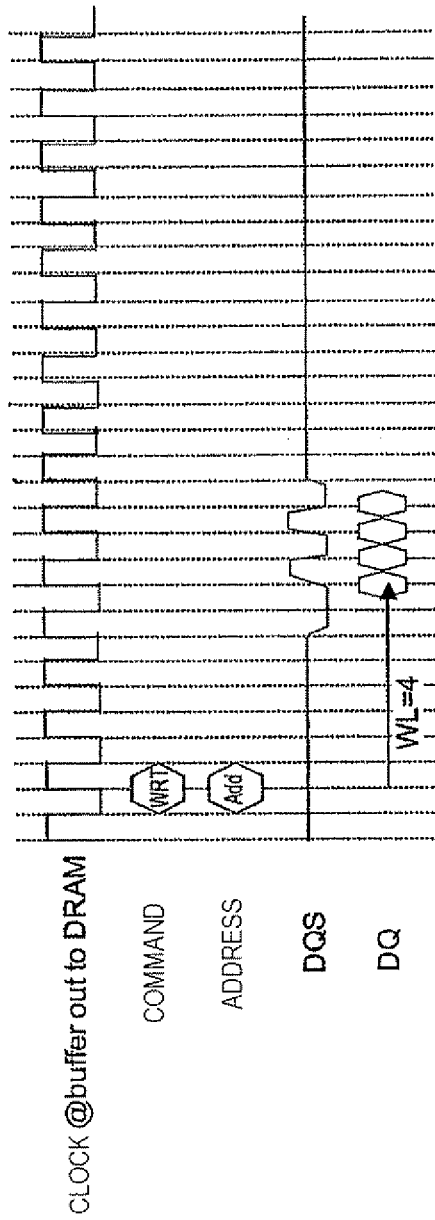 CLOCK @buffer out to DRAM
COMMAND
WRT
ADDRESS
Add
DQS
DQ
WL=4